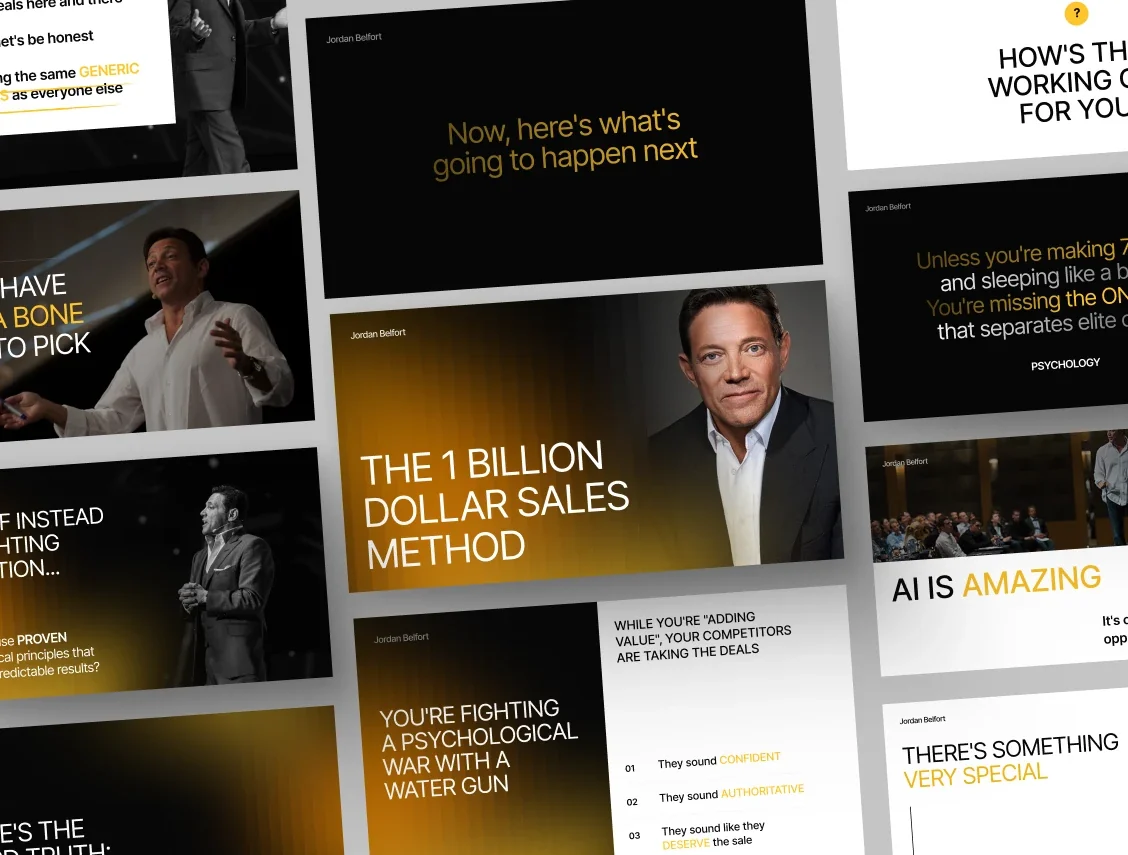 eals here and there
et's be honest
ng the same GENERIC
S as everyone else
HAVE
A BONE
TO PICK
F INSTEAD
HTING
TION...
se PROVEN
cal principles that
redictable results?
E'S THE
D TRUTH:
Jordan Belfort
Now, here's what's
going to happen next
Jordan Belfort
THE 1 BILLION
DOLLAR SALES
METHOD
Jordan Belfort
YOU'RE FIGHTING
A PSYCHOLOGICAL
WAR WITH A
WATER GUN
WHILE YOU'RE "ADDING
VALUE", YOUR COMPETITORS
ARE TAKING THE DEALS
01 They sound CONFIDENT
02 They sound AUTHORITATIVE
03 They sound like they
DESERVE the sale
?
HOW'S TH
WORKING
FOR YOU
Jordan Belfort
Unless you're making 7
and sleeping like a b
You're missing the ON
that separates elite
PSYCHOLOGY
Jordan Belfort
AI IS AMAZING
It's
opp
Jordan Belfort
THERE'S SOMETHING
VERY SPECIAL